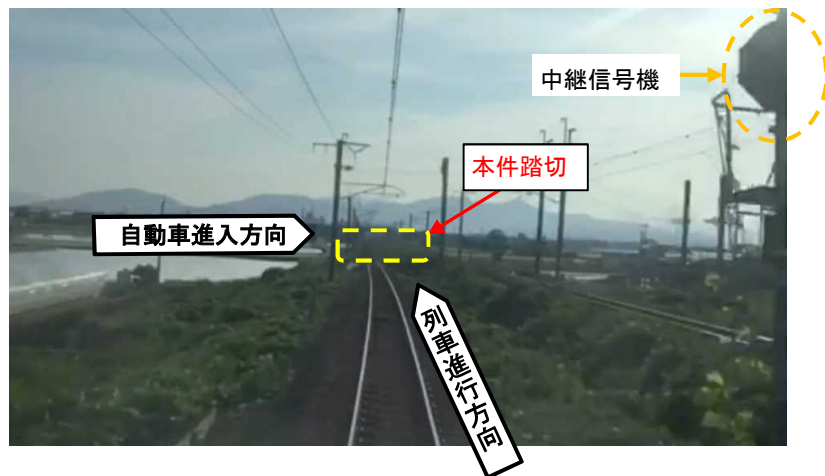 中継信号機
本件踏切
自動車進入方向
列車進行方向